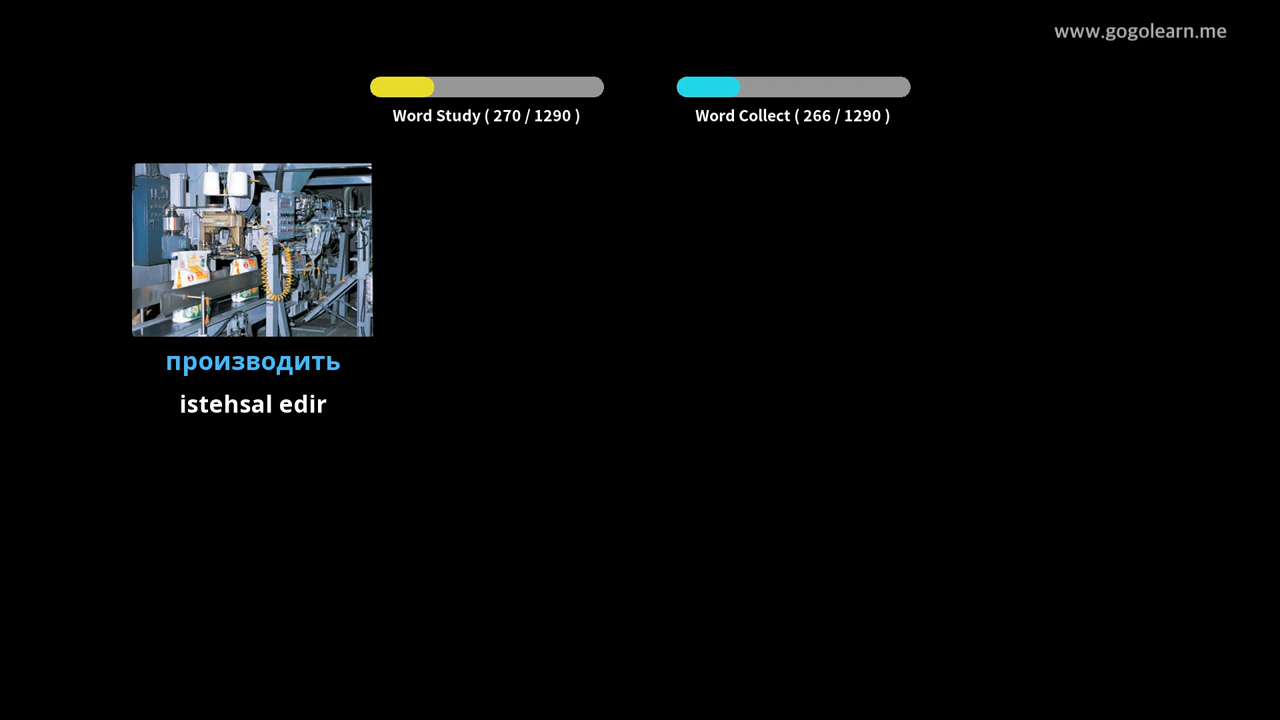 www.gogolearn.me
Word Study ( 270 / 1290 )
Word Collect ( 266 / 1290 )
производить
istehsal edir